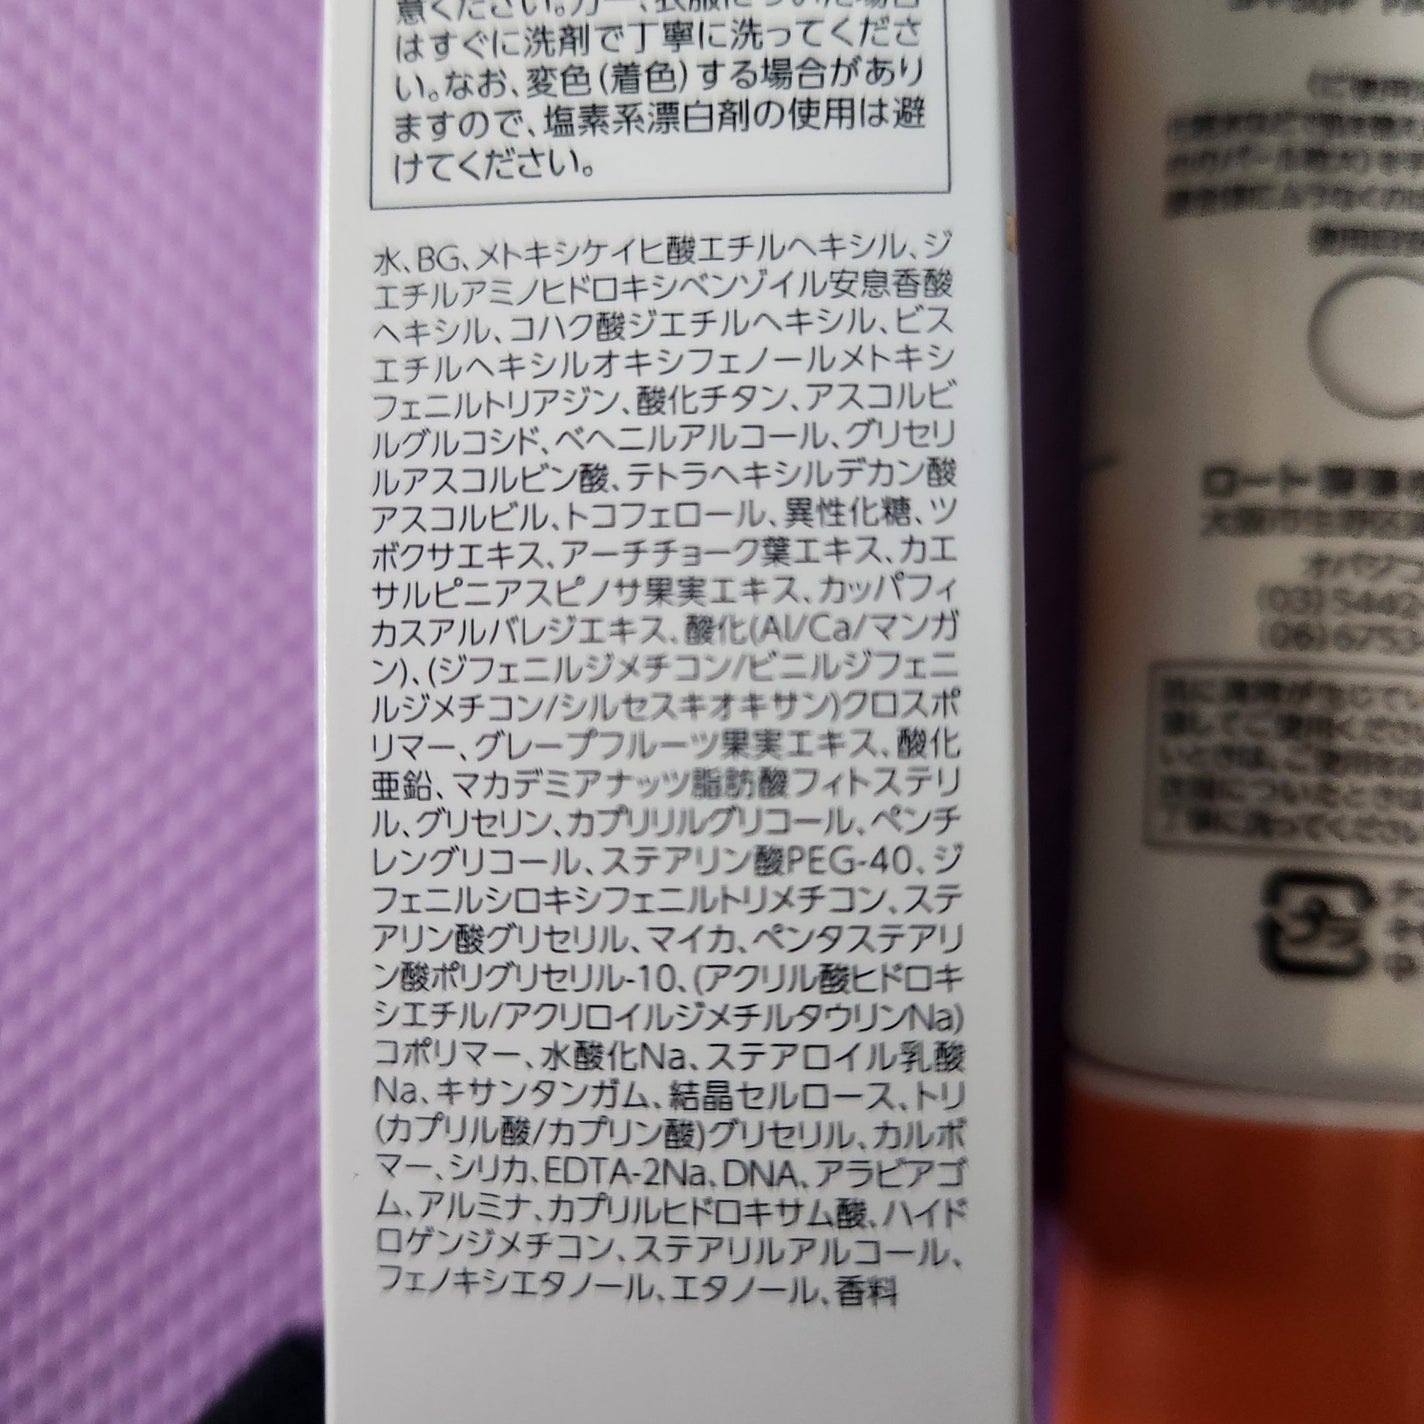 はすぐに洗剤で丁寧に洗ってくださ
い。なお、変色(着色)する場合があり
ますので、塩素系漂白剤の使用は避
けてください。
水、BG、メトキシケイヒ酸エチルヘキシル、ジ
エチルアミノヒドロキシベンゾイル安息香酸
ヘキシル、コハク酸ジエチルヘキシル、ビス
エチルヘキシルオキシフェノールメトキシ
フェニルトリアジン、酸化チタン、アスコルビ
ルグルコシド、ベヘニルアルコール、グリセリ
ルアスコルビン酸、テトラヘキシルデカン酸
アスコルビル、トコフェロール、異性化糖、ツ
ボクサエキス、アーチチョーク葉エキス、カエ
サルピニアスピノサ果実エキス、カッパフィ
カスアルバレジエキス、酸化(Al/Ca/マンガ
ン)、(ジフェニルジメチコン/ビニルジフェニ
ルジメチコン/シルセスキオキサン)クロスポ
リマー、グレープフルーツ果実エキス、酸化
亜鉛、マカデミアナッツ脂肪酸フィトステリ
ル、グリセリン、カプリリルグリコール、ペンチ
レングリコール、ステアリン酸PEG-40、ジ
フェニルシロキシフェニルトリメチコン、ステ
アリン酸グリセリル、マイカ、ペンタステアリ
ン酸ポリグリセリル-10、(アクリル酸ヒドロキ
シエチル/アクリロイルジメチルタウリンNa)
コポリマー、水酸化Na、ステアロイル乳酸
Na、キサンタンガム、結晶セルロース、トリ
(カプリル酸/カプリン酸)グリセリル、カルボ
マー、シリカ、EDTA-2Na、DNA、アラビアゴ
ム、アルミナ、カプリルヒドロキサム酸、ハイド
ロゲンジメチコン、ステアリルアルコール、
フェノキシエタノール、エタノール、香料
ロート
(03)5442
(06)6753
プラ